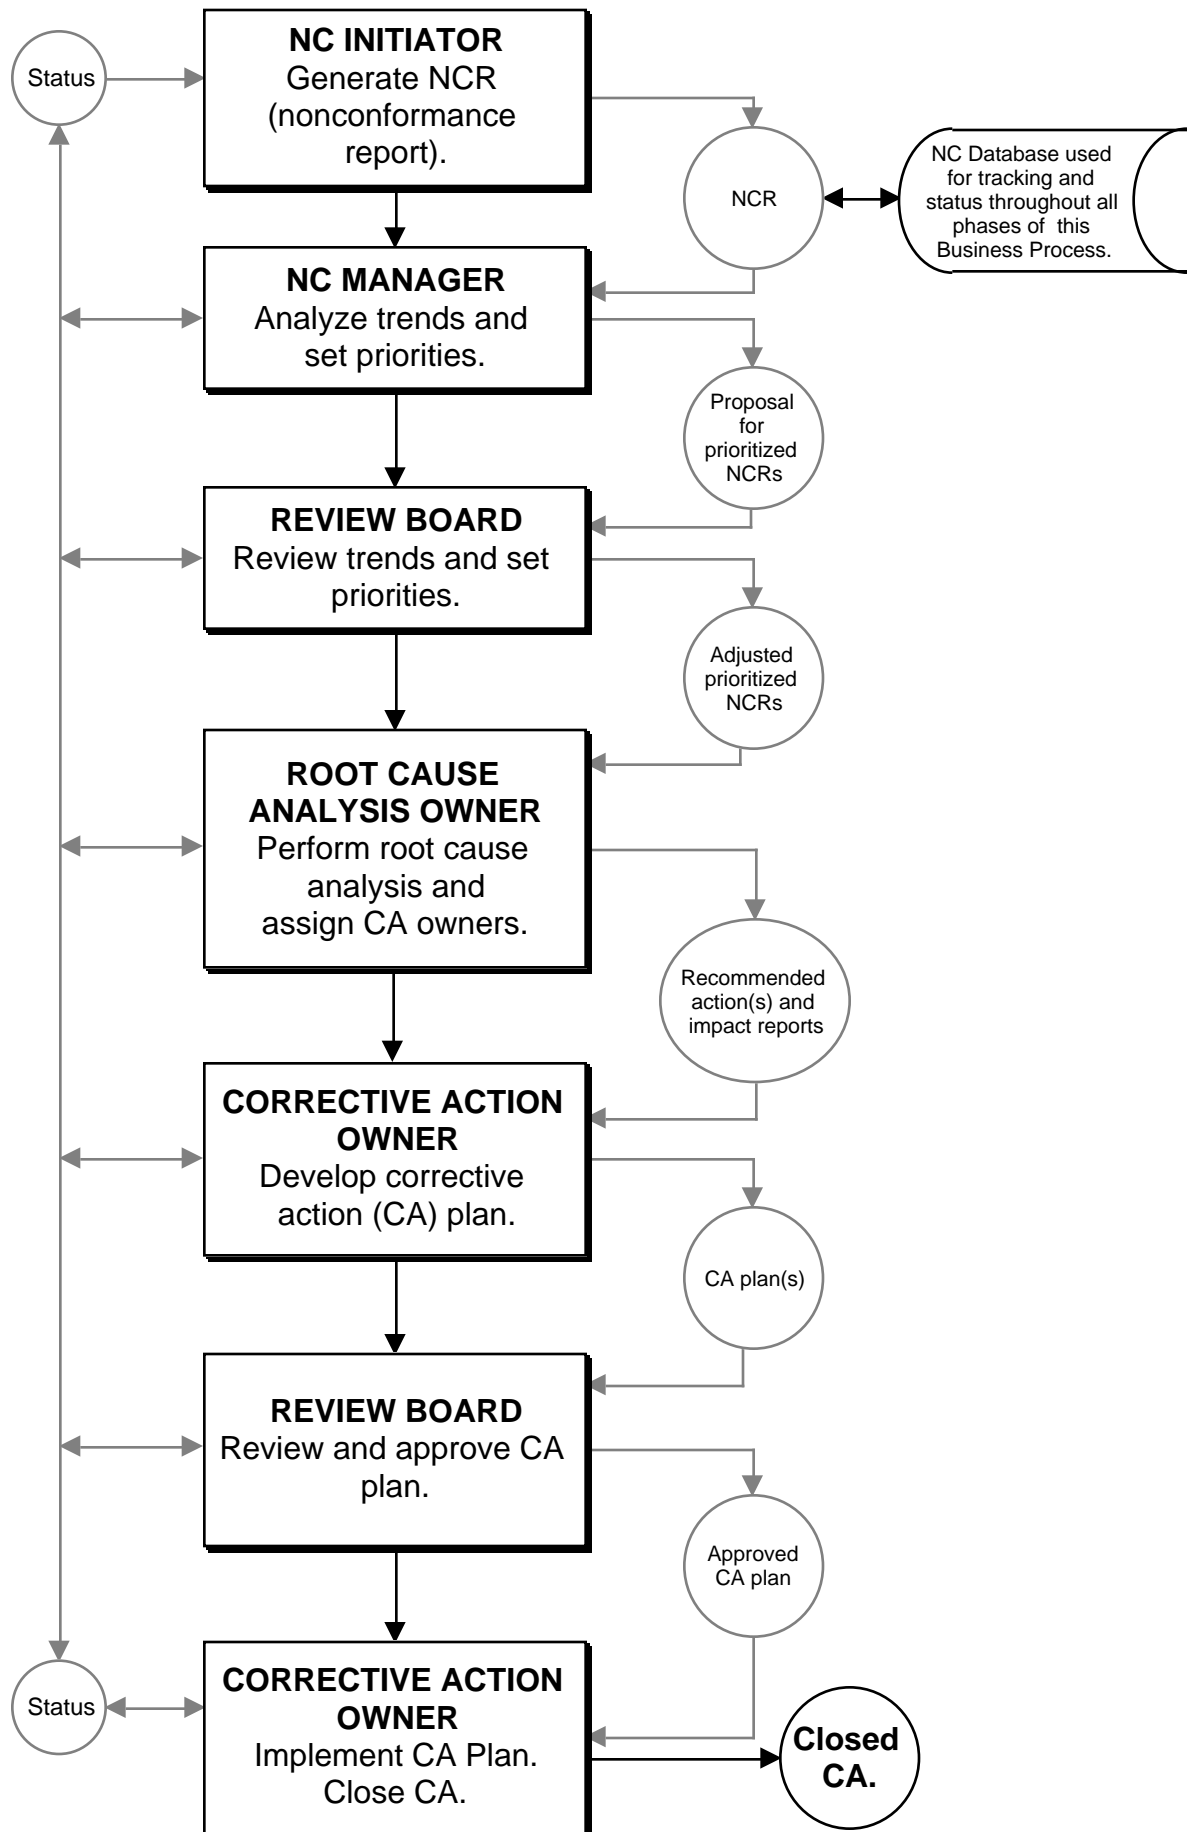 NC INITIATOR
Generate NCR
(nonconformance
report).
Status
NCR
NC Database used
for tracking and
status throughout all
phases of this
Business Process.
NC MANAGER
Analyze trends and
set priorities.
Proposal
for
prioritized
NCRs
REVIEW BOARD
Review trends and set
priorities.
Adjusted
prioritized
NCRs
ROOT CAUSE
ANALYSIS OWNER
Perform root cause
analysis and
assign CA owners.
Recommended
action(s) and
impact reports
CORRECTIVE ACTION
OWNER
Develop corrective
action (CA) plan.
CA plan(s)
REVIEW BOARD
Review and approve CA
plan.
Approved
CA plan
Status
CORRECTIVE ACTION
OWNER
Implement CA Plan.
Close CA.
Closed
CA.